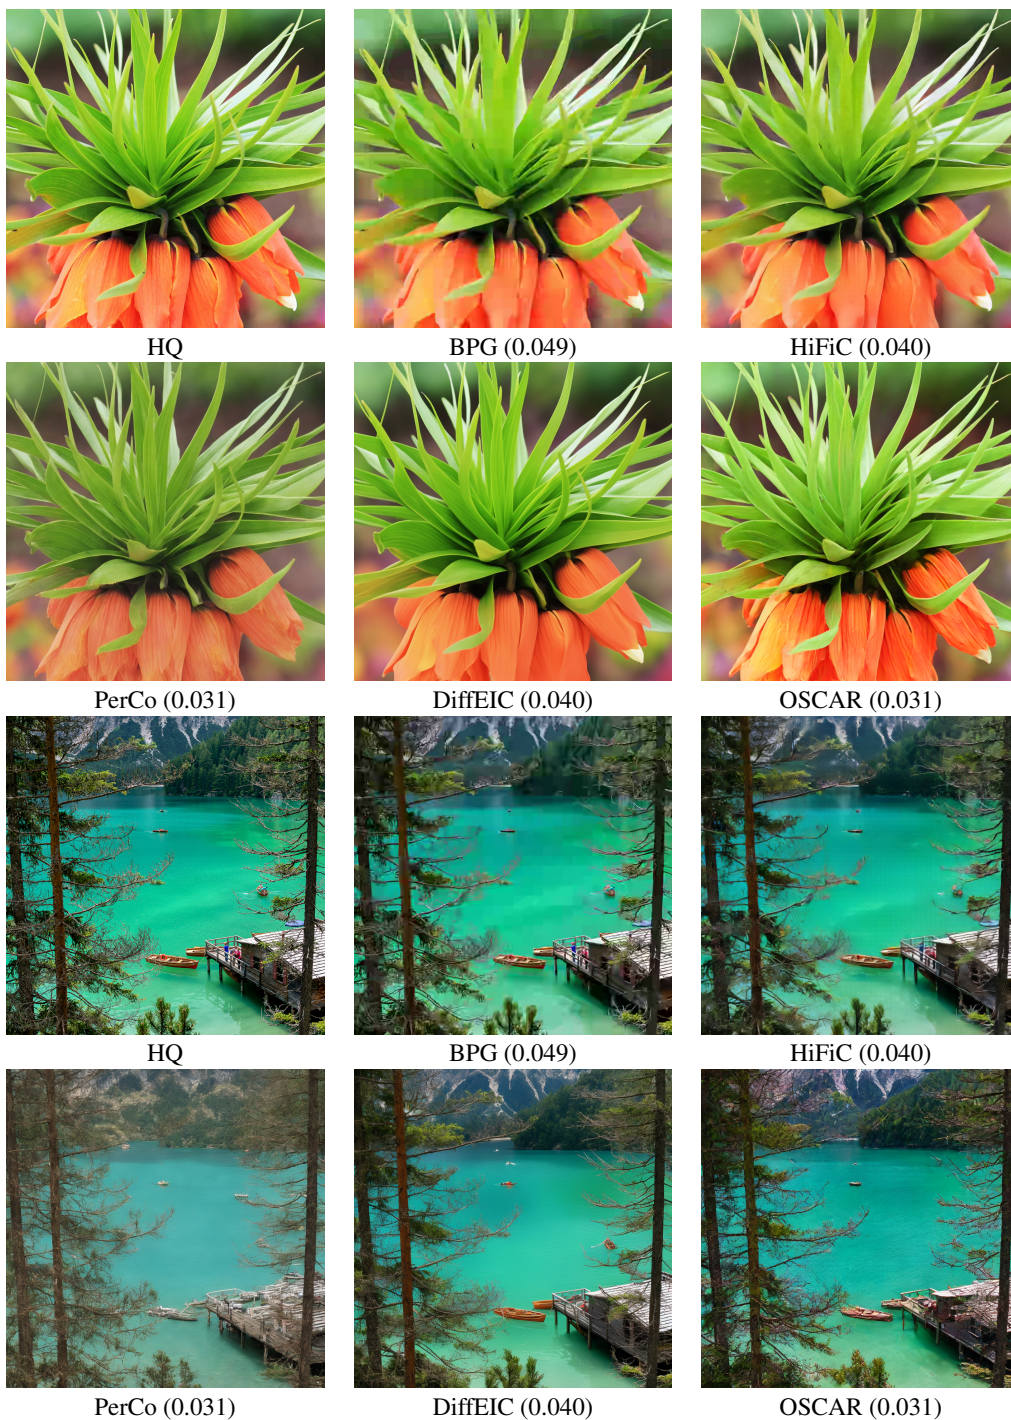 HQ
BPG (0.049)
HiFiC (0.040)
PerCo (0.031)
DiffEIC (0.040)
OSCAR (0.031)
HQ
BPG (0.049)
HiFiC (0.040)
PerCo (0.031)
DiffEIC (0.040)
OSCAR (0.031)